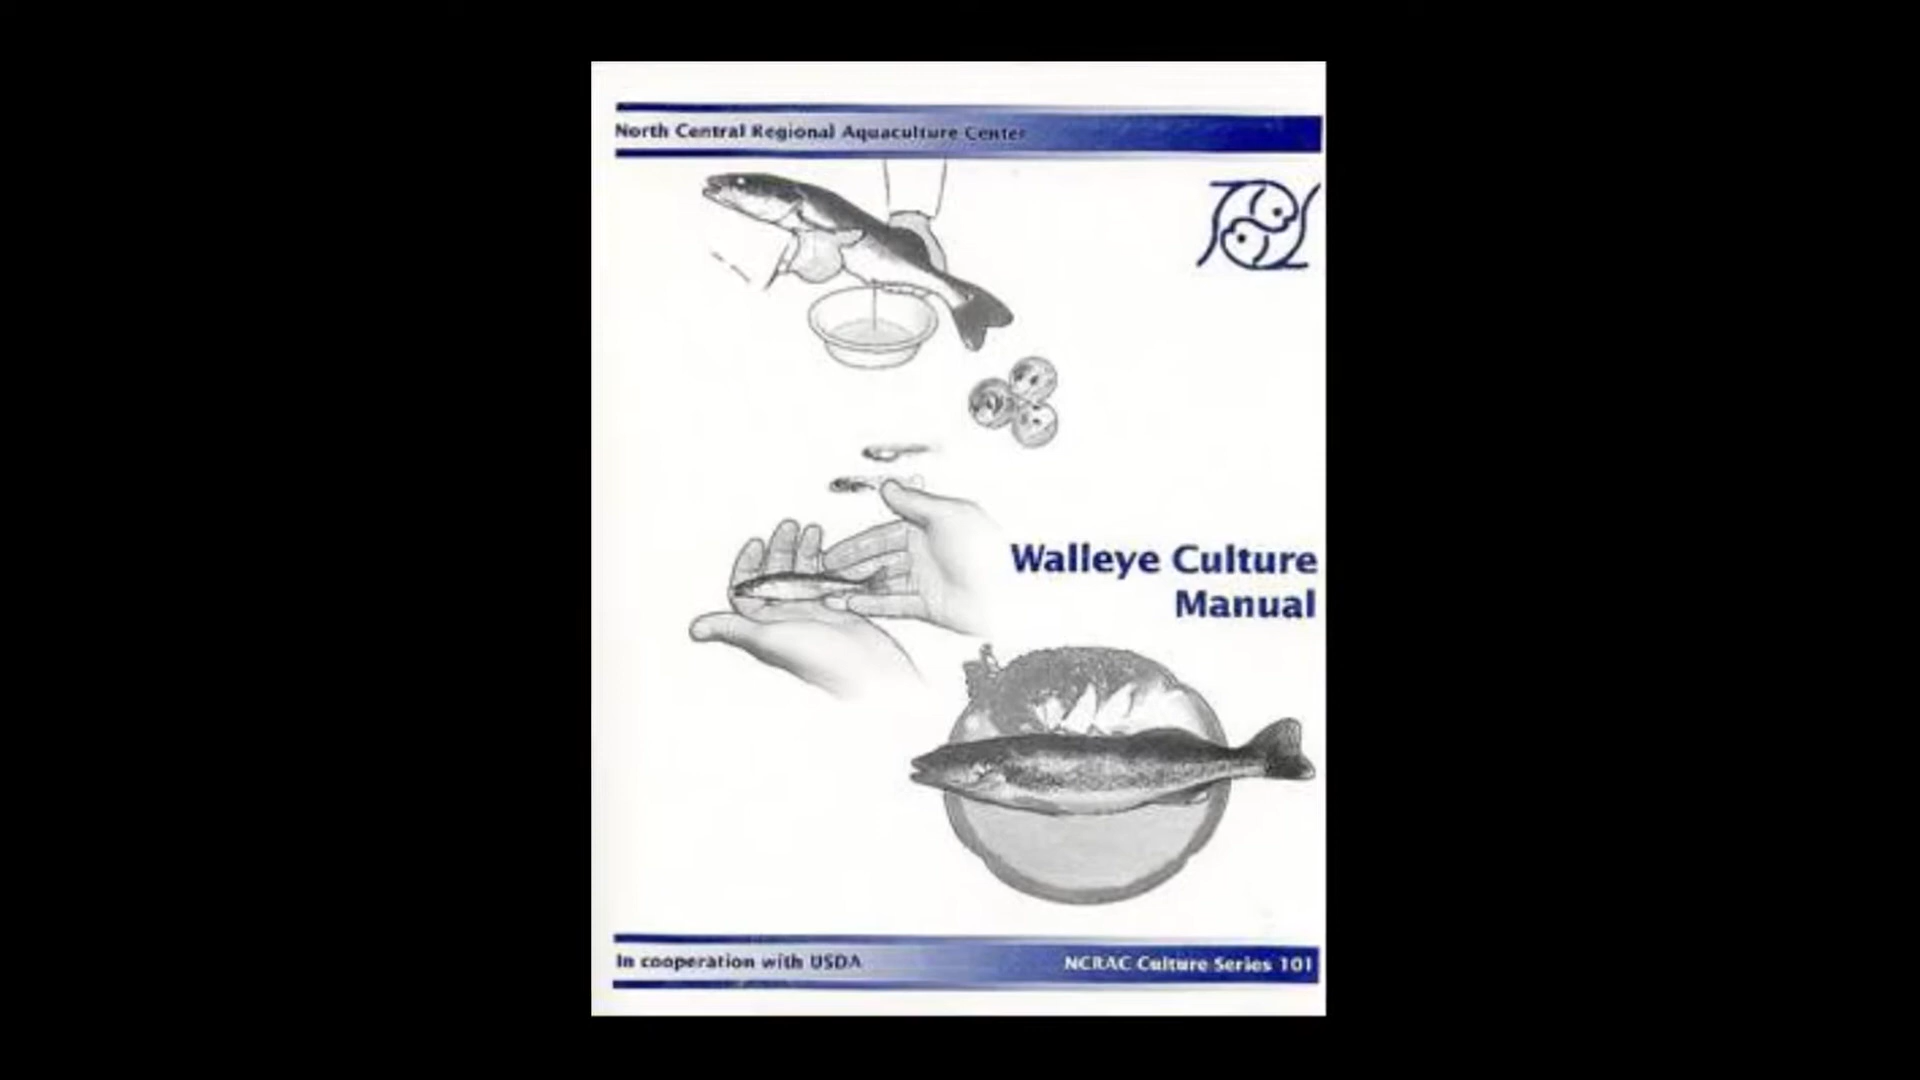 North Central Regional Aquaculture Center
Walleye Culture
Manual
In cooperation with USDA
NCRAC Culture Series 101